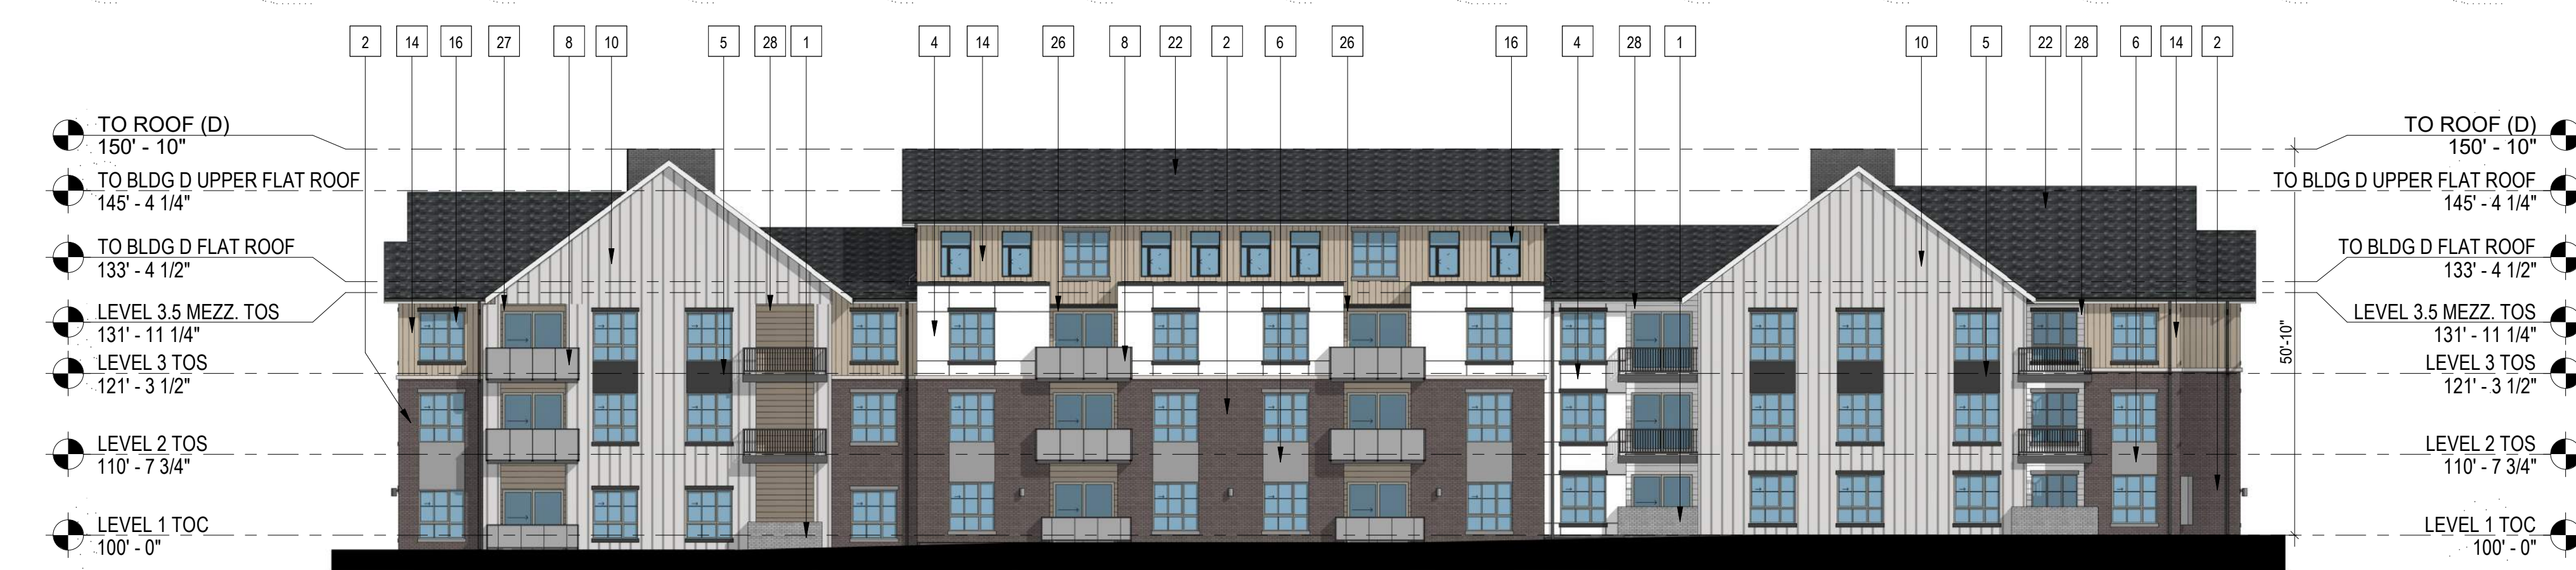 2 14 16 27 8 10 5 28 1 4 14 26 8 22 2 6 26 16 4 28 1 10 5 22 28 6 14 2
TO ROOF (D)
150' - 10"
TO BLDG D UPPER FLAT ROOF
145' - 4 1/4"
TO BLDG D FLAT ROOF
133' - 4 1/2"
LEVEL 3.5 MEZZ. TOS
131' - 11 1/4"
LEVEL 3 TOS
121' - 3 1/2"
LEVEL 2 TOS
110' - 7 3/4"
LEVEL 1 TOC
100' - 0"
50'-10"
TO ROOF (D)
150' - 10"
TO BLDG D UPPER FLAT ROOF
145' - 4 1/4"
TO BLDG D FLAT ROOF
133' - 4 1/2"
LEVEL 3.5 MEZZ. TOS
131' - 11 1/4"
LEVEL 3 TOS
121' - 3 1/2"
LEVEL 2 TOS
110' - 7 3/4"
LEVEL 1 TOC
100' - 0"